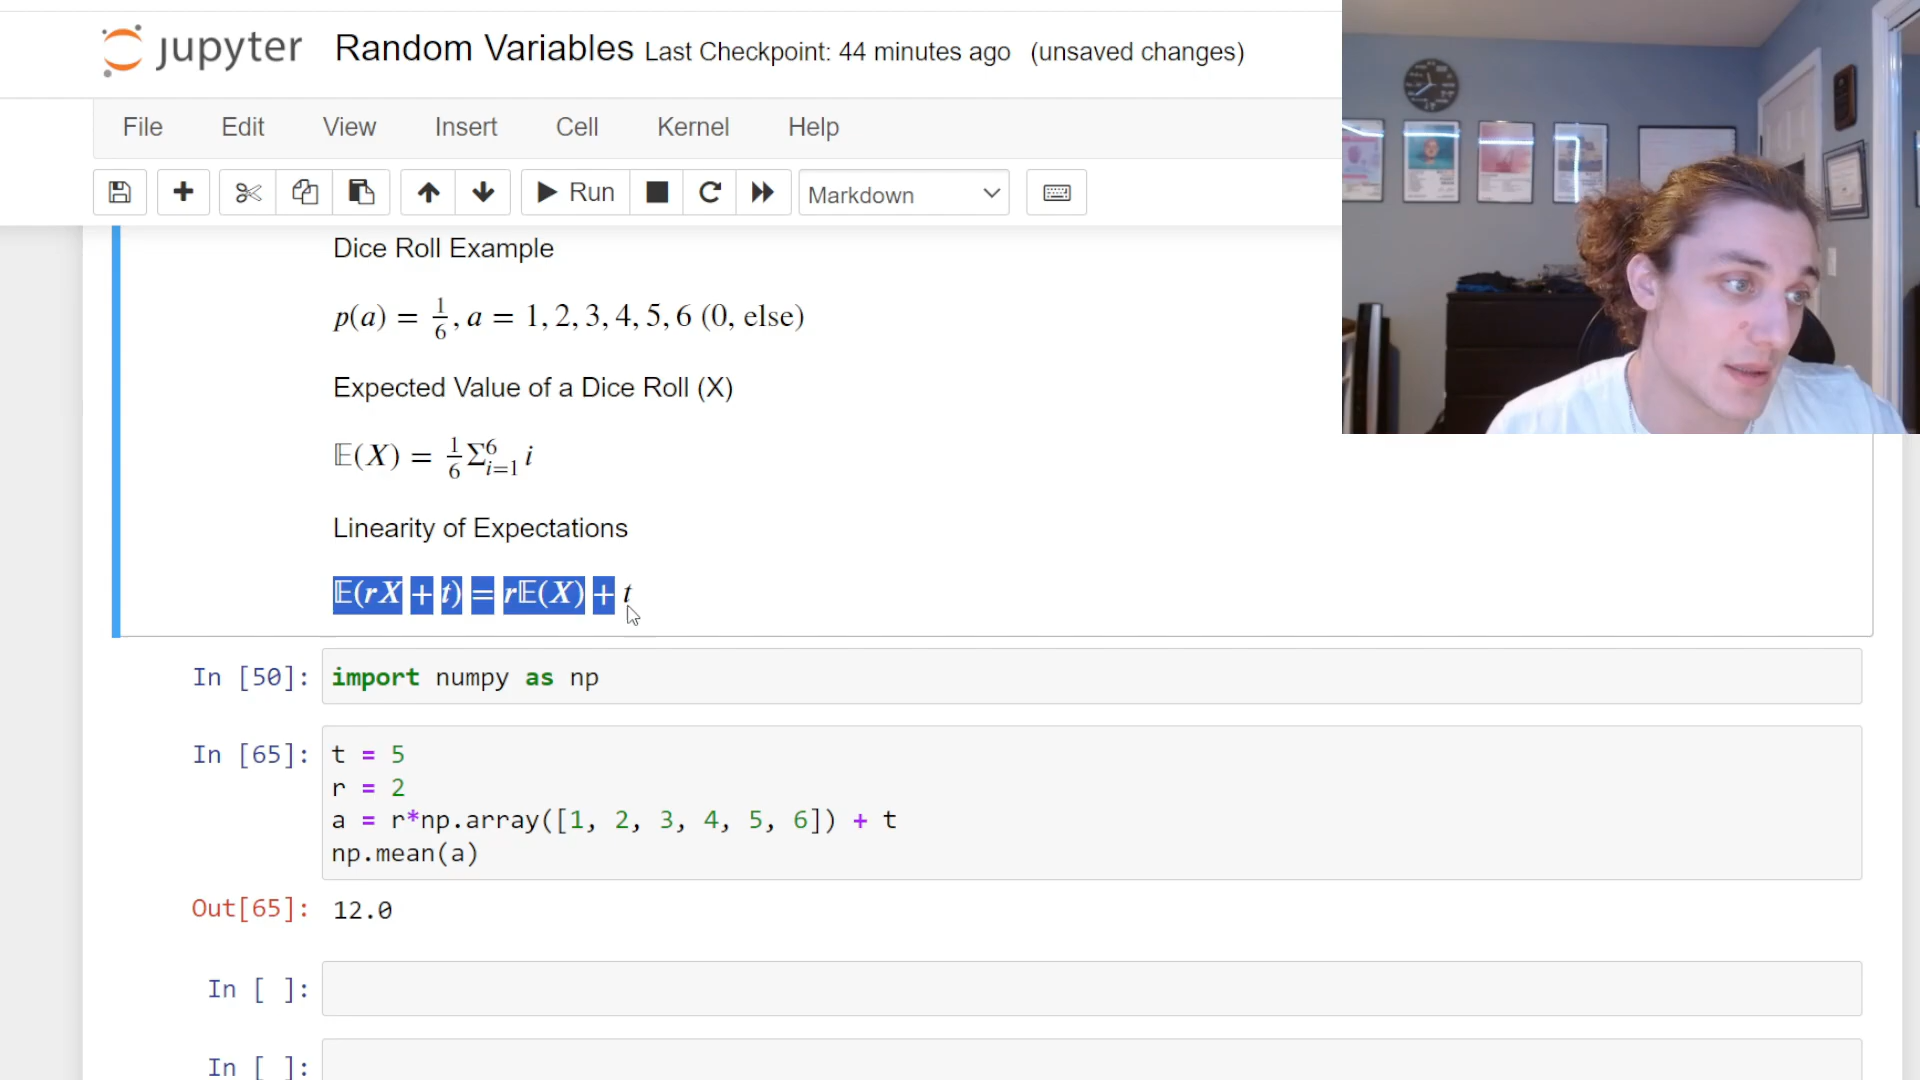 jupyter Random Variables Last Checkpoint: 44 minutes ago (unsaved changes)
File Edit View Insert Cell Kernel Help
Run Markdown
Dice Roll Example
p(a) = 1/6, a = 1, 2, 3, 4, 5, 6 (0, else)
Expected Value of a Dice Roll (X)
𝔼(X) = 1/6 Σ_{i=1}^{6} i
Linearity of Expectations
𝔼(rX + t) = r𝔼(X) + t
In [50]: import numpy as np
In [65]: t = 5
r = 2
a = r*np.array([1, 2, 3, 4, 5, 6]) + t
np.mean(a)
Out[65]: 12.0
In [ ]:
In [ ]: